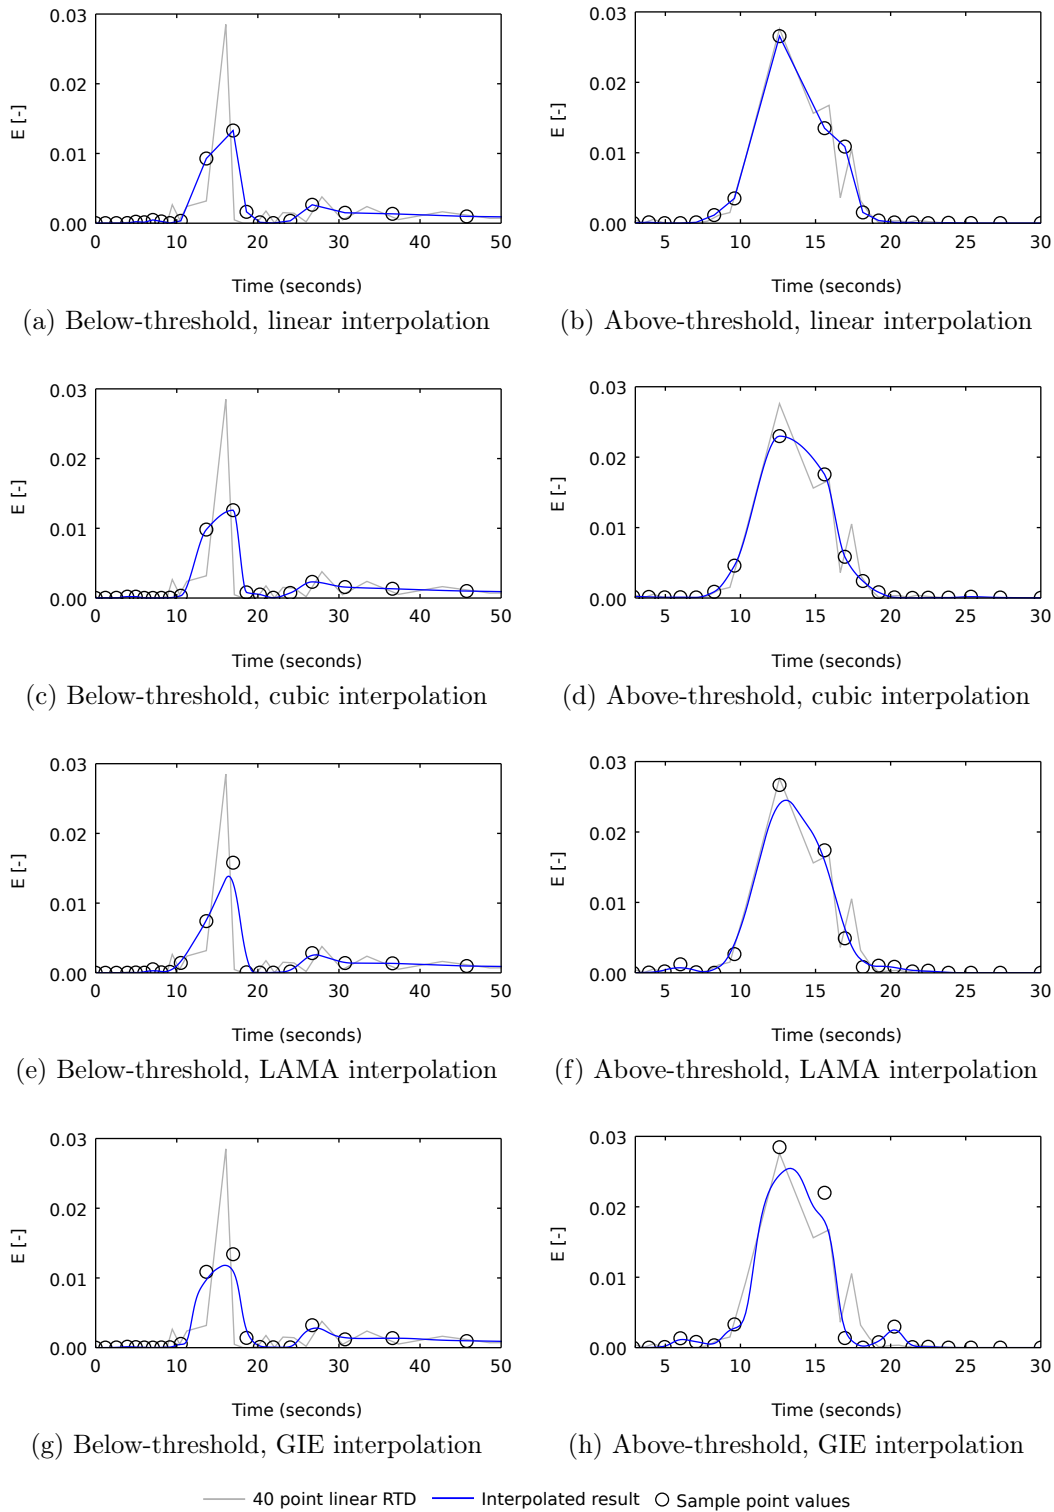 0.03 0.02 0.01 0.00
E [-]
0 10 20 30 40 50
Time (seconds)
(a) Below-threshold, linear interpolation
0.03 0.02 0.01 0.00
E [-]
5 10 15 20 25 30
Time (seconds)
(b) Above-threshold, linear interpolation
0.03 0.02 0.01 0.00
E [-]
0 10 20 30 40 50
Time (seconds)
(c) Below-threshold, cubic interpolation
0.03 0.02 0.01 0.00
E [-]
5 10 15 20 25 30
Time (seconds)
(d) Above-threshold, cubic interpolation
0.03 0.02 0.01 0.00
E [-]
0 10 20 30 40 50
Time (seconds)
(e) Below-threshold, LAMA interpolation
0.03 0.02 0.01 0.00
E [-]
5 10 15 20 25 30
Time (seconds)
(f) Above-threshold, LAMA interpolation
0.03 0.02 0.01 0.00
E [-]
0 10 20 30 40 50
Time (seconds)
(g) Below-threshold, GIE interpolation
0.03 0.02 0.01 0.00
E [-]
5 10 15 20 25 30
Time (seconds)
(h) Above-threshold, GIE interpolation
40 point linear RTD Interpolated result Sample point values